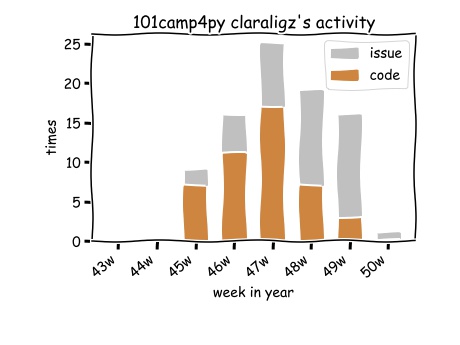 101camp4py claraligz's activity
issue
code
times
25
20
15
10
5
0
43w 44w 45w 46w 47w 48w 49w 50w
week in year